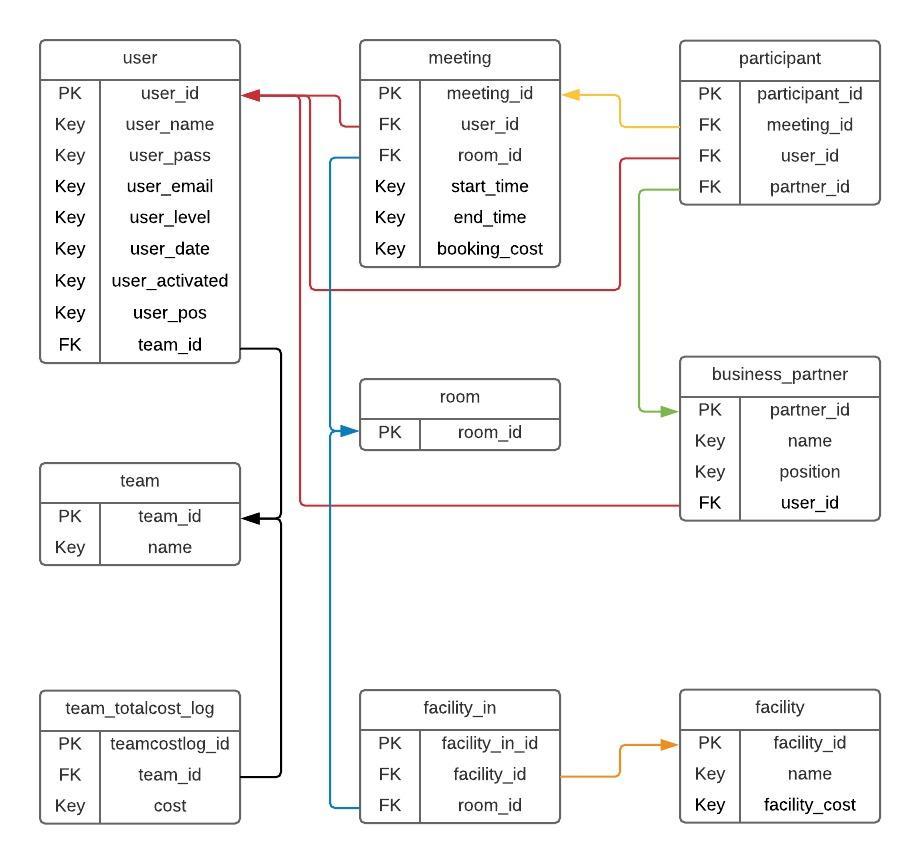 user
PK user_id
Key user_name
Key user_pass
Key user_email
Key user_level
Key user_date
Key user_activated
Key user_pos
FK team_id
meeting
PK meeting_id
FK user_id
FK room_id
Key start_time
Key end_time
Key booking_cost
participant
PK participant_id
FK meeting_id
FK user_id
FK partner_id
room
PK room_id
business_partner
PK partner_id
Key name
Key position
FK user_id
team
PK team_id
Key name
team_totalcost_log
PK teamcostlog_id
FK team_id
Key cost
facility_in
PK facility_in_id
FK facility_id
FK room_id
facility
PK facility_id
Key name
Key facility_cost